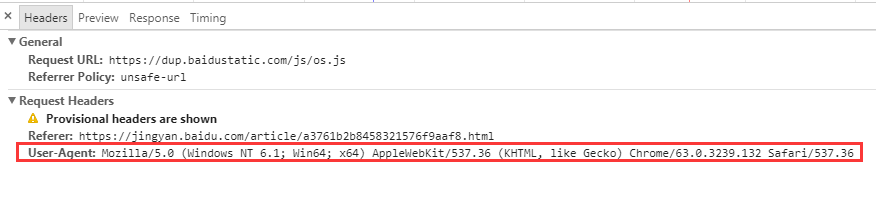 × Headers Preview Response Timing
▼ General
Request URL: https://dup.baidustatic.com/js/os.js
Referrer Policy: unsafe-url
▼ Request Headers
Provisional headers are shown
Referer: https://jingyan.baidu.com/article/a3761b2b8458321576f9aaf8.html
User-Agent: Mozilla/5.0 (Windows NT 6.1; Win64; x64) AppleWebKit/537.36 (KHTML, like Gecko) Chrome/63.0.3239.132 Safari/537.36